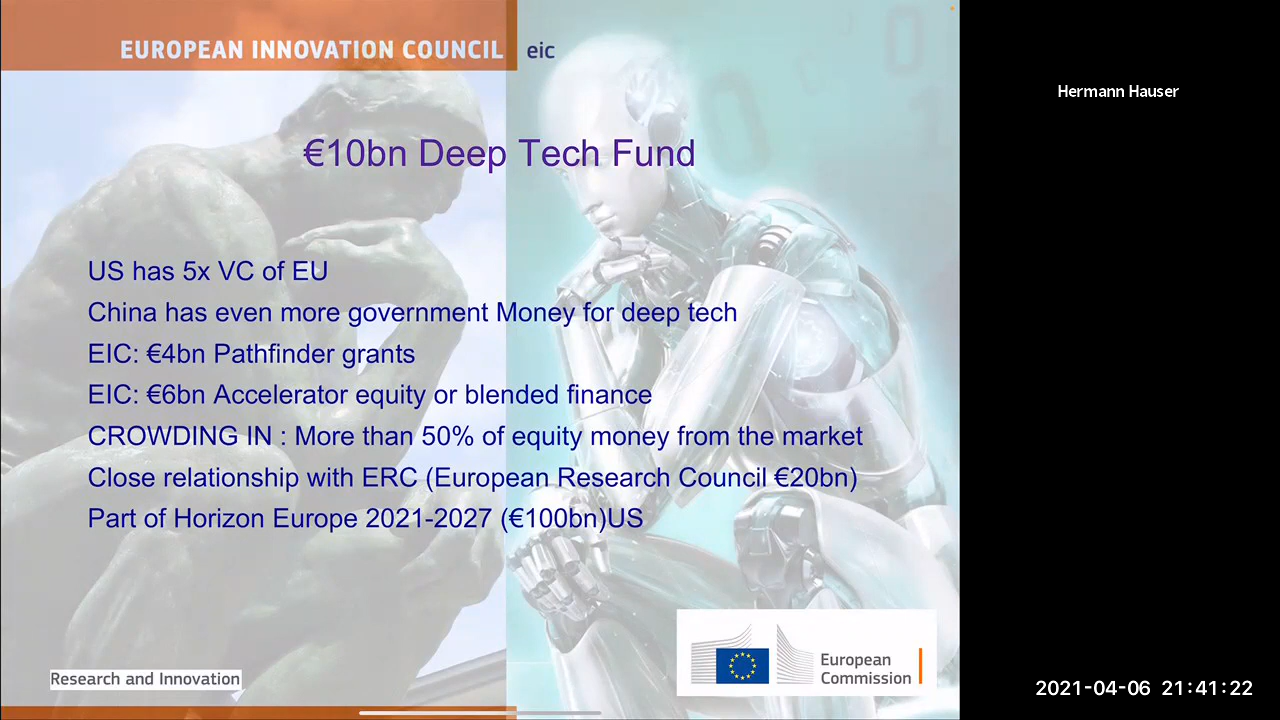 EUROPEAN INNOVATION COUNCIL eic
Hermann Hauser
€10bn Deep Tech Fund
US has 5x VC of EU
China has even more government Money for deep tech
EIC: €4bn Pathfinder grants
EIC: €6bn Accelerator equity or blended finance
CROWDING IN : More than 50% of equity money from the market
Close relationship with ERC (European Research Council €20bn)
Part of Horizon Europe 2021-2027 (€100bn)US
Research and Innovation
European
Commission
2021-04-06 21:41:22